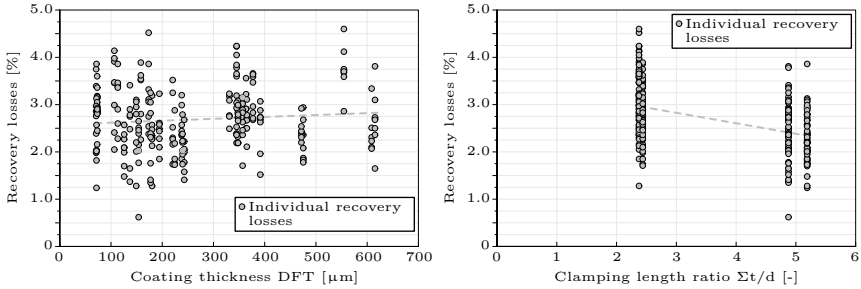 5.0
4.0
3.0
2.0
1.0
0
Recovery losses [%]
Individual recovery
losses
0 100 200 300 400 500 600 700
Coating thickness DFT [μm]
5.0
4.0
3.0
2.0
1.0
0
Recovery losses [%]
Individual recovery
losses
0 1 2 3 4 5 6
Clamping length ratio Σt/d [-]